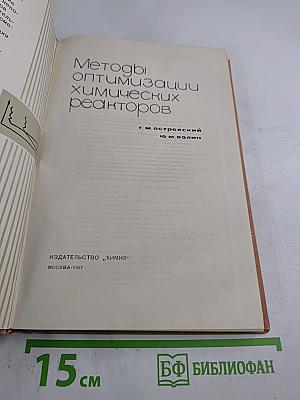 Методы
оптимизации
химических
реакторов
г.м.островский
ю.м.волин
ИЗДАТЕЛЬСТВО „ХИМИЯ“
МОСКВА·1967
15 см
БФ БИБЛИОФАН